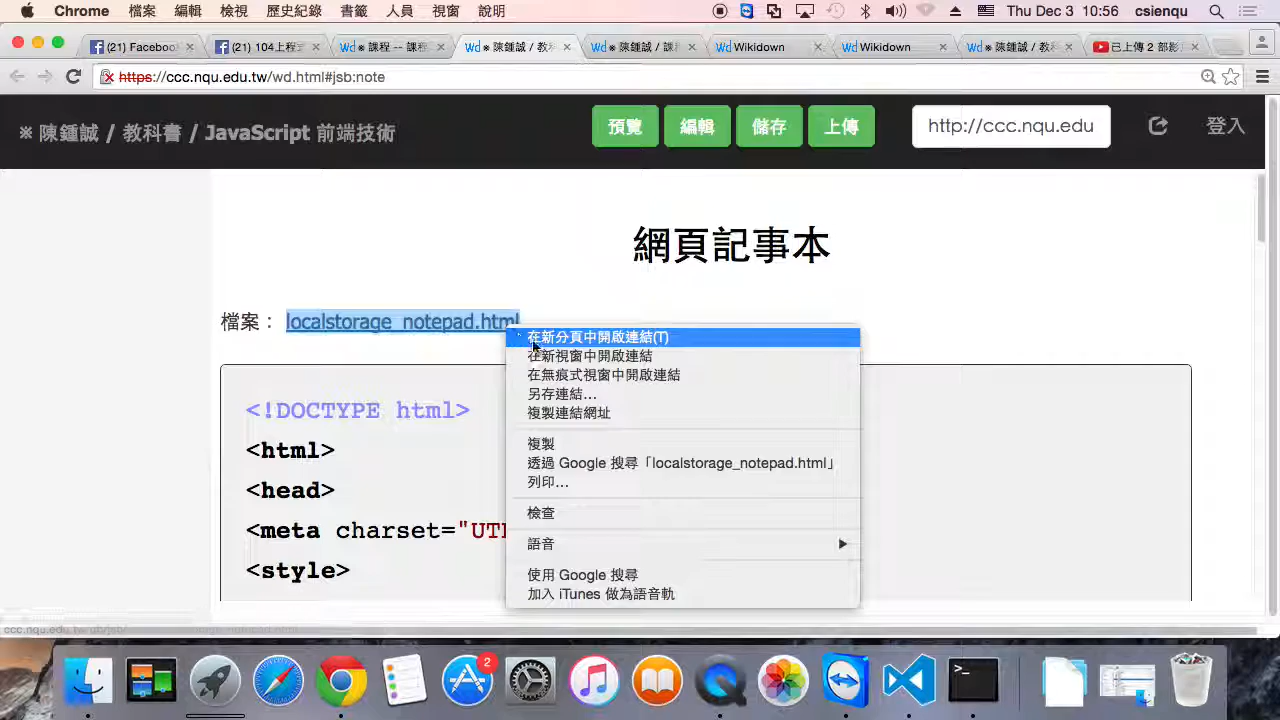 Chrome 檔案 編輯 檢視 歷史紀錄 書籤 人員 視窗 說明 Thu Dec 3 10:56 csienqu
(21) Faceboo (21) 104上程式 Wd ※ 課程 -- 課程 Wd ※ 陳鍾誠 / 教 Wd ※ 陳鍾誠 / 課程 Wd Wikidown Wd Wikidown Wd ※ 陳鍾誠 / 教科 已上傳 2 部影
https://ccc.nqu.edu.tw/wd.html#jsb:note
※ 陳鍾誠 / 教科書 / JavaScript 前端技術 預覽 編輯 儲存 上傳 http://ccc.nqu.edu 登入
網頁記事本
檔案： localstorage_notepad.html
在新分頁中開啟連結(T)
在新視窗中開啟連結
在無痕式視窗中開啟連結
另存連結...
複製連結網址
複製
透過 Google 搜尋「localstorage_notepad.html」
列印...
檢查
語音
使用 Google 搜尋
加入 iTunes 做為語音軌
<!DOCTYPE html>
<html>
<head>
<meta charset="UT
<style>
2